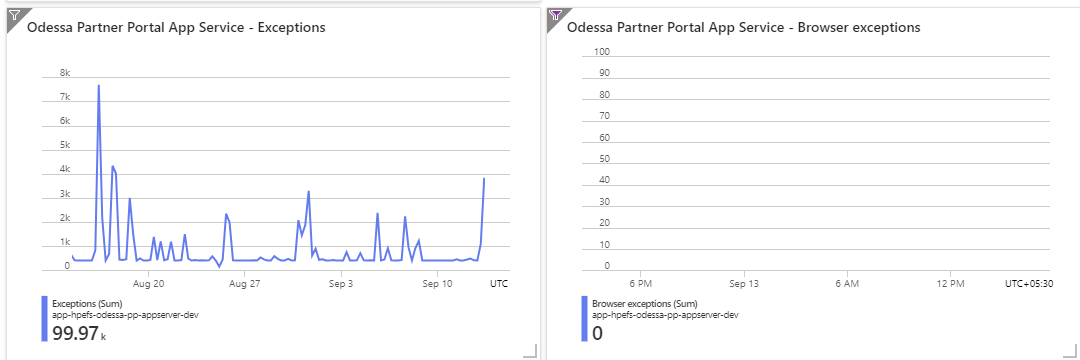 Odessa Partner Portal App Service - Exceptions
8k
7k
6k
5k
4k
3k
2k
1k
0
Aug 20
Aug 27
Sep 3
Sep 10
UTC
Exceptions (Sum)
app-hpefs-odessa-pp-appserver-dev
99.97 k
Odessa Partner Portal App Service - Browser exceptions
100
90
80
70
60
50
40
30
20
10
0
6 PM
Sep 13
6 AM
12 PM
UTC+05:30
Browser exceptions (Sum)
app-hpefs-odessa-pp-appserver-dev
0